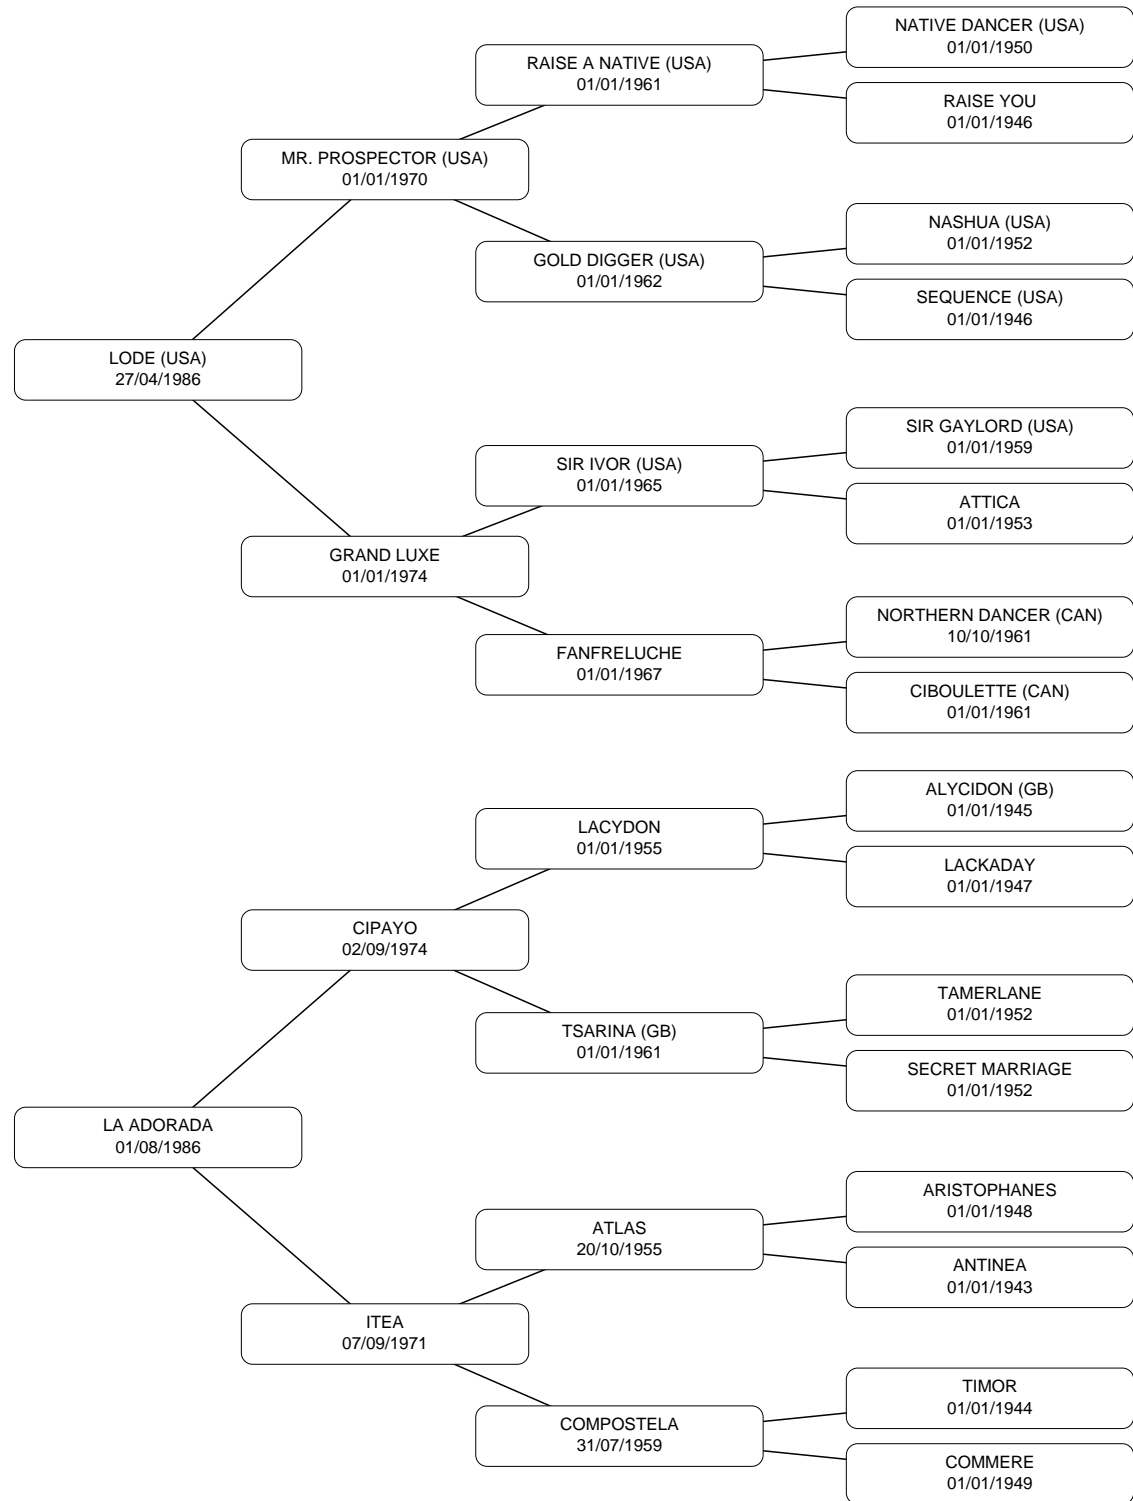 NATIVE DANCER (USA)
01/01/1950
RAISE A NATIVE (USA)
01/01/1961
RAISE YOU
01/01/1946
MR. PROSPECTOR (USA)
01/01/1970
NASHUA (USA)
01/01/1952
GOLD DIGGER (USA)
01/01/1962
SEQUENCE (USA)
01/01/1946
LODE (USA)
27/04/1986
SIR GAYLORD (USA)
01/01/1959
SIR IVOR (USA)
01/01/1965
ATTICA
01/01/1953
GRAND LUXE
01/01/1974
NORTHERN DANCER (CAN)
10/10/1961
FANFRELUCHE
01/01/1967
CIBOULETTE (CAN)
01/01/1961
ALYCIDON (GB)
01/01/1945
LACYDON
01/01/1955
LACKADAY
01/01/1947
CIPAYO
02/09/1974
TAMERLANE
01/01/1952
TSARINA (GB)
01/01/1961
SECRET MARRIAGE
01/01/1952
LA ADORADA
01/08/1986
ARISTOPHANES
01/01/1948
ATLAS
20/10/1955
ANTINEA
01/01/1943
ITEA
07/09/1971
TIMOR
01/01/1944
COMPOSTELA
31/07/1959
COMMERE
01/01/1949